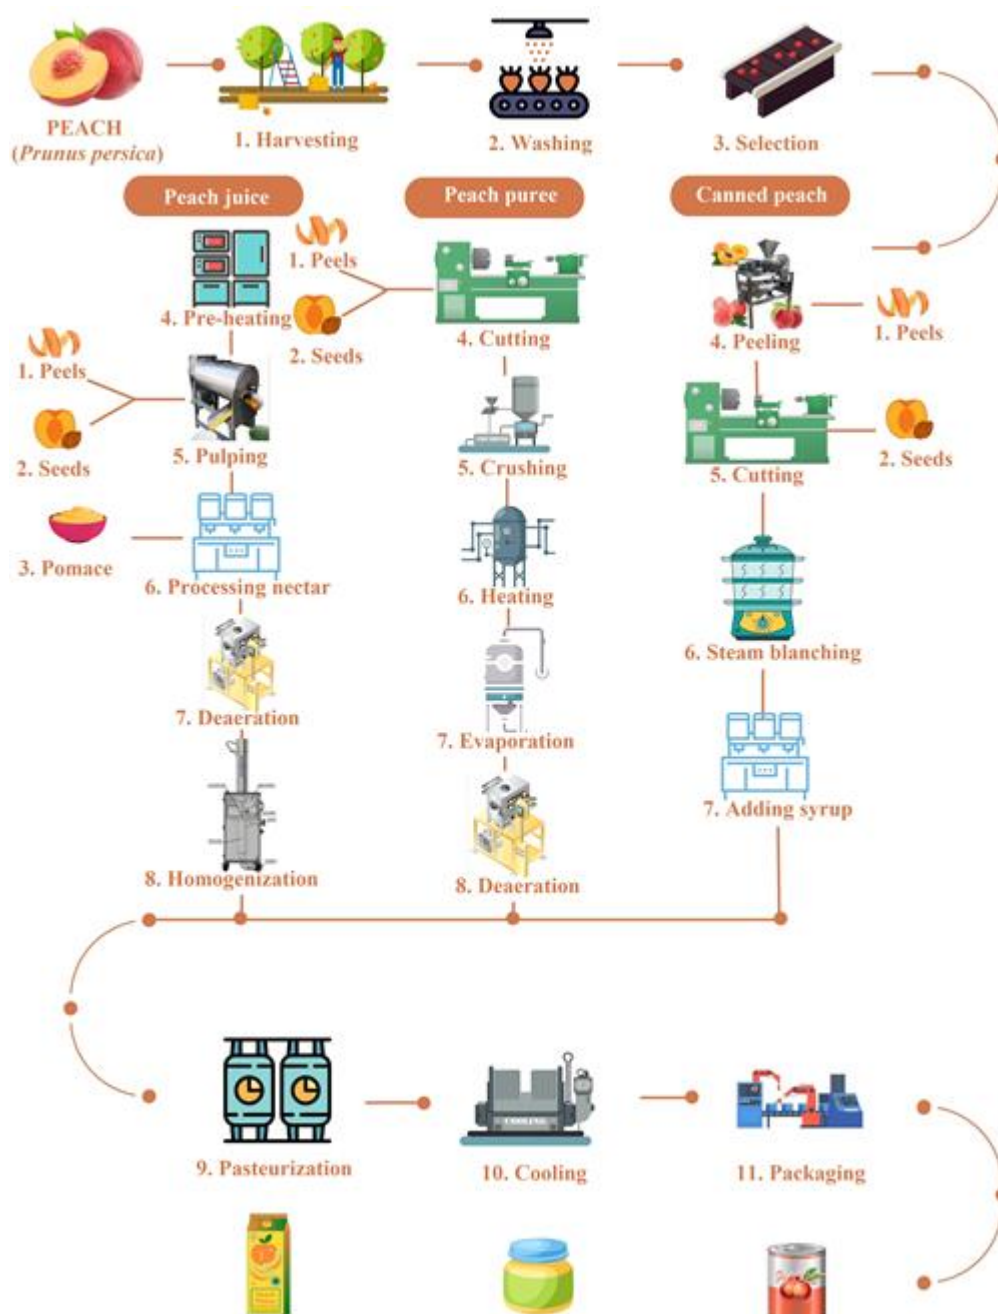 PEACH
(Prunus persica)
1. Harvesting
2. Washing
3. Selection
Peach juice
Peach puree
Canned peach
1. Peels
4. Pre-heating
2. Seeds
4. Cutting
4. Peeling
1. Peels
1. Peels
2. Seeds
5. Pulping
5. Crushing
5. Cutting
2. Seeds
3. Pomace
6. Processing nectar
6. Heating
6. Steam blanching
7. Deaeration
7. Evaporation
7. Adding syrup
8. Homogenization
8. Deaeration
COOLING
9. Pasteurization
10. Cooling
11. Packaging